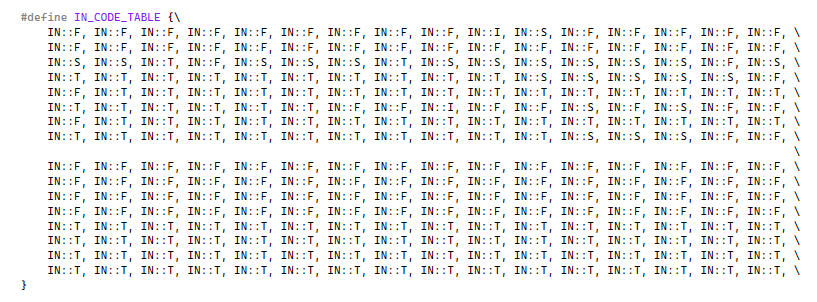 #define IN_CODE_TABLE {\
IN::F, IN::F, IN::F, IN::F, IN::F, IN::F, IN::F, IN::F, IN::F, IN::I, IN::S, IN::F, IN::F, IN::F, IN::F, IN::F, \
IN::F, IN::F, IN::F, IN::F, IN::F, IN::F, IN::F, IN::F, IN::F, IN::F, IN::F, IN::F, IN::F, IN::F, IN::F, IN::F, \
IN::S, IN::S, IN::T, IN::F, IN::S, IN::S, IN::S, IN::T, IN::S, IN::S, IN::S, IN::S, IN::S, IN::S, IN::F, IN::S, \
IN::T, IN::T, IN::T, IN::T, IN::T, IN::T, IN::T, IN::T, IN::T, IN::T, IN::S, IN::S, IN::S, IN::S, IN::S, IN::F, \
IN::F, IN::T, IN::T, IN::T, IN::T, IN::T, IN::T, IN::T, IN::T, IN::T, IN::T, IN::T, IN::T, IN::T, IN::T, IN::T, \
IN::T, IN::T, IN::T, IN::T, IN::T, IN::T, IN::F, IN::F, IN::I, IN::F, IN::F, IN::S, IN::F, IN::S, IN::F, IN::T, \
IN::F, IN::T, IN::T, IN::T, IN::T, IN::T, IN::T, IN::T, IN::T, IN::T, IN::T, IN::T, IN::T, IN::T, IN::T, IN::T, \
IN::T, IN::T, IN::T, IN::T, IN::T, IN::T, IN::T, IN::T, IN::T, IN::T, IN::T, IN::S, IN::S, IN::S, IN::F, IN::F, \
\
IN::F, IN::F, IN::F, IN::F, IN::F, IN::F, IN::F, IN::F, IN::F, IN::F, IN::F, IN::F, IN::F, IN::F, IN::F, IN::F, \
IN::F, IN::F, IN::F, IN::F, IN::F, IN::F, IN::F, IN::F, IN::F, IN::F, IN::F, IN::F, IN::F, IN::F, IN::F, IN::F, \
IN::F, IN::F, IN::F, IN::F, IN::F, IN::F, IN::F, IN::F, IN::F, IN::F, IN::F, IN::F, IN::F, IN::F, IN::F, IN::F, \
IN::F, IN::F, IN::F, IN::F, IN::F, IN::F, IN::F, IN::F, IN::F, IN::F, IN::F, IN::F, IN::F, IN::F, IN::F, IN::F, \
IN::T, IN::T, IN::T, IN::T, IN::T, IN::T, IN::T, IN::T, IN::T, IN::T, IN::T, IN::T, IN::T, IN::T, IN::T, IN::T, \
IN::T, IN::T, IN::T, IN::T, IN::T, IN::T, IN::T, IN::T, IN::T, IN::T, IN::T, IN::T, IN::T, IN::T, IN::T, IN::T, \
IN::T, IN::T, IN::T, IN::T, IN::T, IN::T, IN::T, IN::T, IN::T, IN::T, IN::T, IN::T, IN::T, IN::T, IN::T, IN::T, \
IN::T, IN::T, IN::T, IN::T, IN::T, IN::T, IN::T, IN::T, IN::T, IN::T, IN::T, IN::T, IN::T, IN::T, IN::T, IN::T, \
}